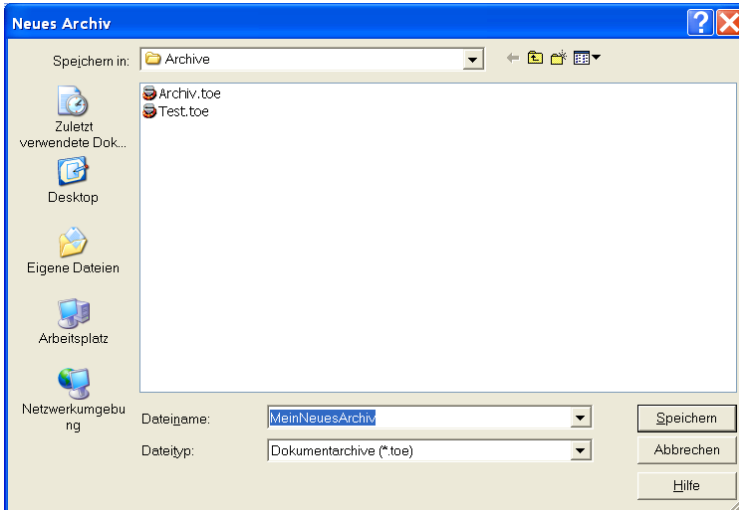 Neues Archiv
Speichern in:
Archive
Zuletzt
verwendete Dok...
Desktop
Eigene Dateien
Arbeitsplatz
Netzwerkumgebu
ng
Archiv.toe
Test.toe
Dateiname:
MeinNeuesArchiv
Speichern
Dateityp:
Dokumentarchive (*.toe)
Abbrechen
Hilfe